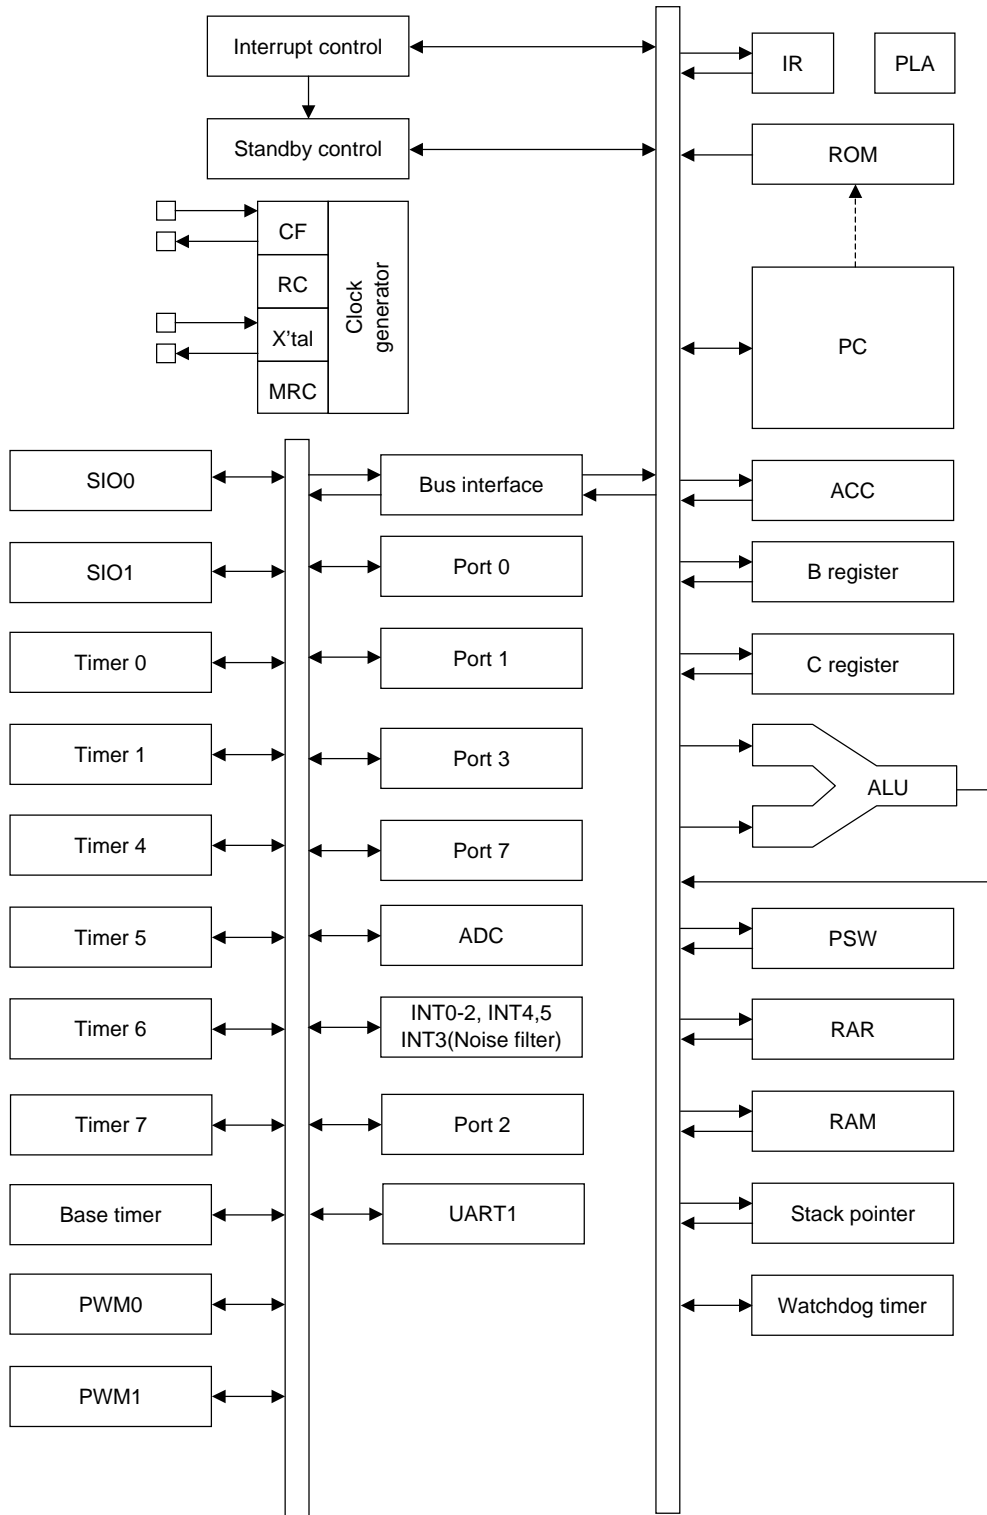 Interrupt control
IR
PLA
Standby control
ROM
CF
RC
X'tal
MRC
Clock
generator
PC
SIO0
Bus interface
ACC
SIO1
Port 0
B register
Timer 0
Port 1
C register
Timer 1
Port 3
ALU
Timer 4
Port 7
Timer 5
ADC
PSW
Timer 6
INT0-2, INT4,5
INT3(Noise filter)
RAR
Timer 7
Port 2
RAM
Base timer
UART1
Stack pointer
PWM0
Watchdog timer
PWM1